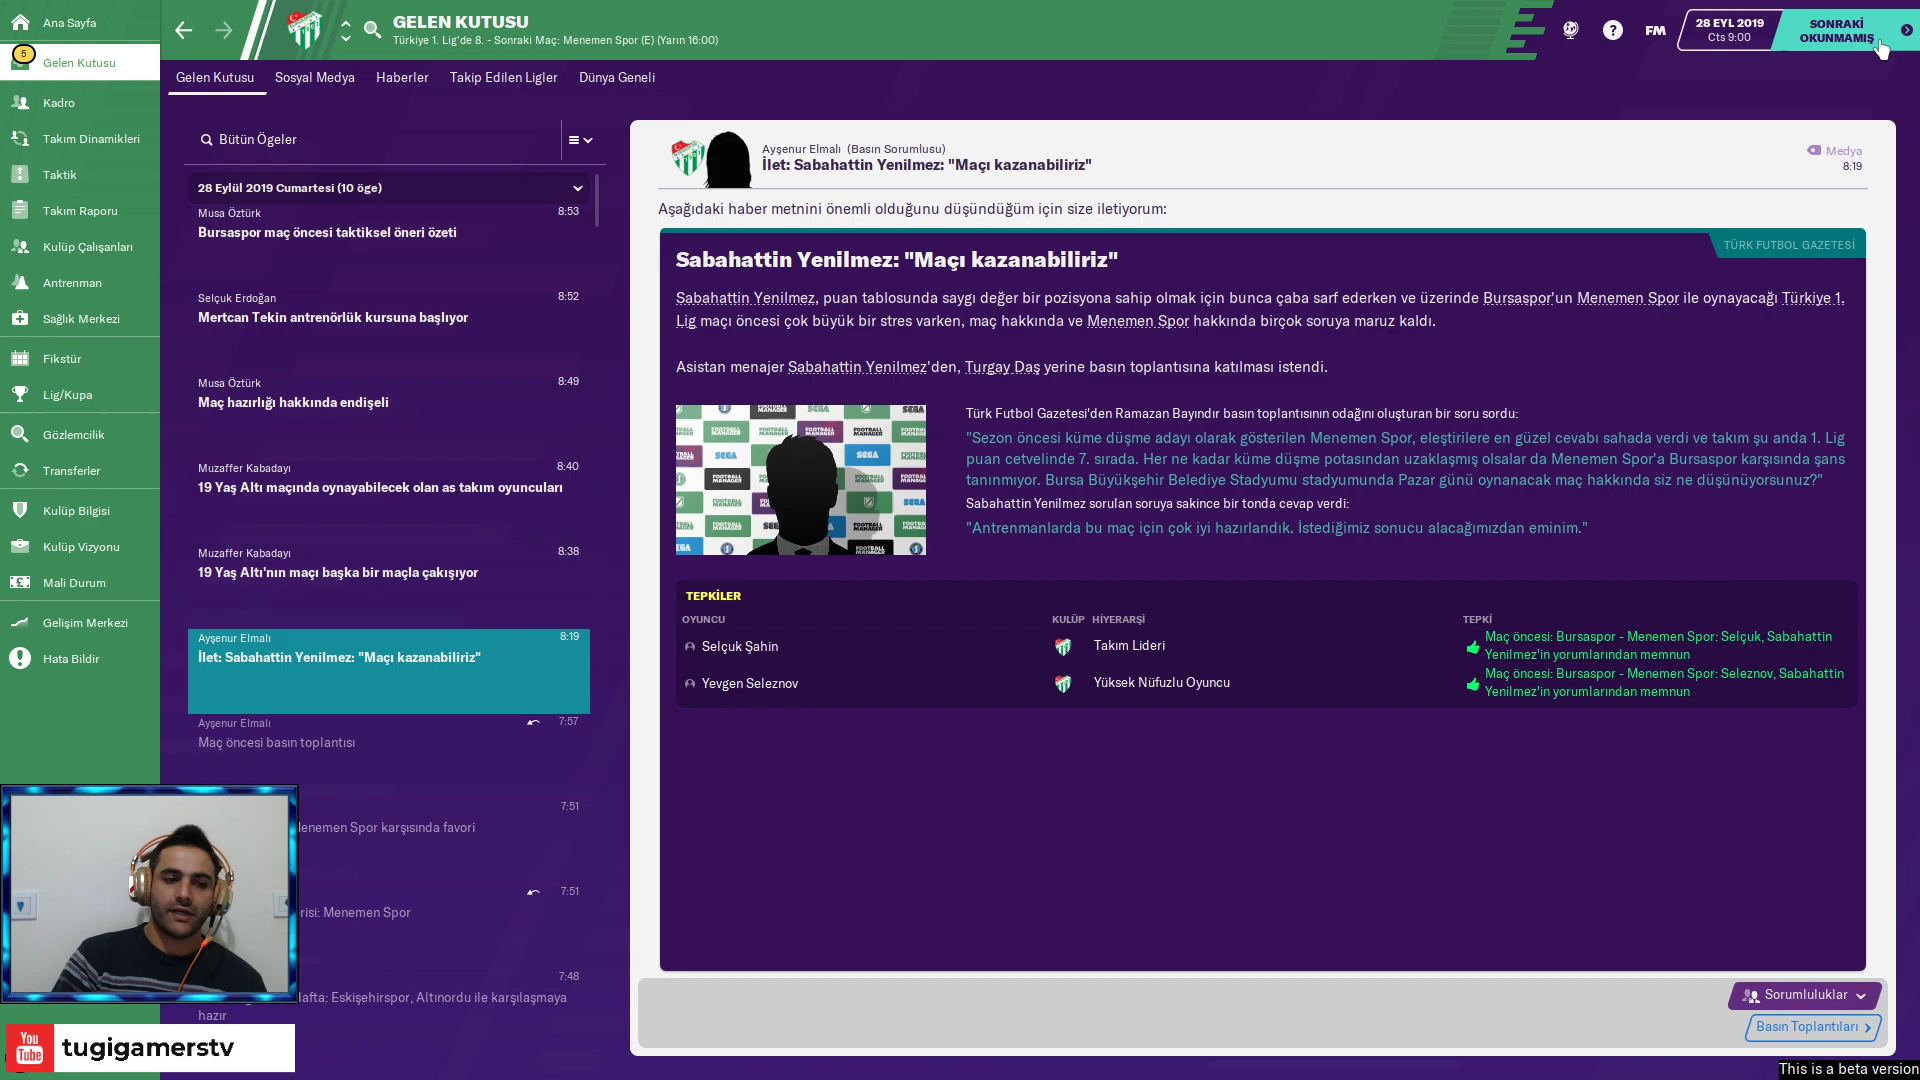 Ana Sayfa
5
Gelen Kutusu
Kadro
Takım Dinamikleri
Taktik
Takım Raporu
Kulüp Çalışanları
Antrenman
Sağlık Merkezi
Fikstür
Lig/Kupa
Gözlemcilik
Transferler
Kulüp Bilgisi
Kulüp Vizyonu
Mali Durum
Gelişim Merkezi
Hata Bildir
GELEN KUTUSU
Türkiye 1. Lig'de 8. - Sonraki Maç: Menemen Spor (E) (Yarın 16:00)
FM
28 EYL 2019
Cts 9:00
SONRAKİ
OKUNMAMIŞ
Gelen Kutusu Sosyal Medya Haberler Takip Edilen Ligler Dünya Geneli
Bütün Ögeler
28 Eylül 2019 Cumartesi (10 öge)
Musa Öztürk 8:53
Bursaspor maç öncesi taktiksel öneri özeti
Selçuk Erdoğan 8:52
Mertcan Tekin antrenörlük kursuna başlıyor
Musa Öztürk 8:49
Maç hazırlığı hakkında endişeli
Muzaffer Kabadayı 8:40
19 Yaş Altı maçında oynayabilecek olan as takım oyuncuları
Muzaffer Kabadayı 8:38
19 Yaş Altı'nın maçı başka bir maçla çakışıyor
Ayşenur Elmalı 8:19
İlet: Sabahattin Yenilmez: "Maçı kazanabiliriz"
Ayşenur Elmalı 7:57
Maç öncesi basın toplantısı
7:51
lenemen Spor karşısında favori
7:51
risi: Menemen Spor
7:48
lafta: Eskişehirspor, Altınordu ile karşılaşmaya
hazır
Ayşenur Elmalı (Basın Sorumlusu)
İlet: Sabahattin Yenilmez: "Maçı kazanabiliriz"
Medya
8:19
Aşağıdaki haber metnini önemli olduğunu düşündüğüm için size iletiyorum:
TÜRK FUTBOL GAZETESİ
Sabahattin Yenilmez: "Maçı kazanabiliriz"
Sabahattin Yenilmez, puan tablosunda saygı değer bir pozisyona sahip olmak için bunca çaba sarf ederken ve üzerinde Bursaspor'un Menemen Spor ile oynayacağı Türkiye 1.
Lig maçı öncesi çok büyük bir stres varken, maç hakkında ve Menemen Spor hakkında birçok soruya maruz kaldı.
Asistan menajer Sabahattin Yenilmez'den, Turgay Daş yerine basın toplantısına katılması istendi.
Türk Futbol Gazetesi'den Ramazan Bayındır basın toplantısının odağını oluşturan bir soru sordu:
"Sezon öncesi küme düşme adayı olarak gösterilen Menemen Spor, eleştirilere en güzel cevabı sahada verdi ve takım şu anda 1. Lig
puan cetvelinde 7. sırada. Her ne kadar küme düşme potasından uzaklaşmış olsalar da Menemen Spor'a Bursaspor karşısında şans
tanınmıyor. Bursa Büyükşehir Belediye Stadyumu stadyumunda Pazar günü oynanacak maç hakkında siz ne düşünüyorsunuz?"
Sabahattin Yenilmez sorulan soruya sakince bir tonda cevap verdi:
"Antrenmanlarda bu maç için çok iyi hazırlandık. İstediğimiz sonucu alacağımızdan eminim."
TEPKİLER
OYUNCU KULÜP HİYERARŞİ TEPKİ
Selçuk Şahin Takım Lideri
Maç öncesi: Bursaspor - Menemen Spor: Selçuk, Sabahattin
Yenilmez'in yorumlarından memnun
Yevgen Seleznov Yüksek Nüfuzlu Oyuncu
Maç öncesi: Bursaspor - Menemen Spor: Seleznov, Sabahattin
Yenilmez'in yorumlarından memnun
Sorumluluklar
Basın Toplantıları
You
Tube
tugigamerstv
This is a beta version